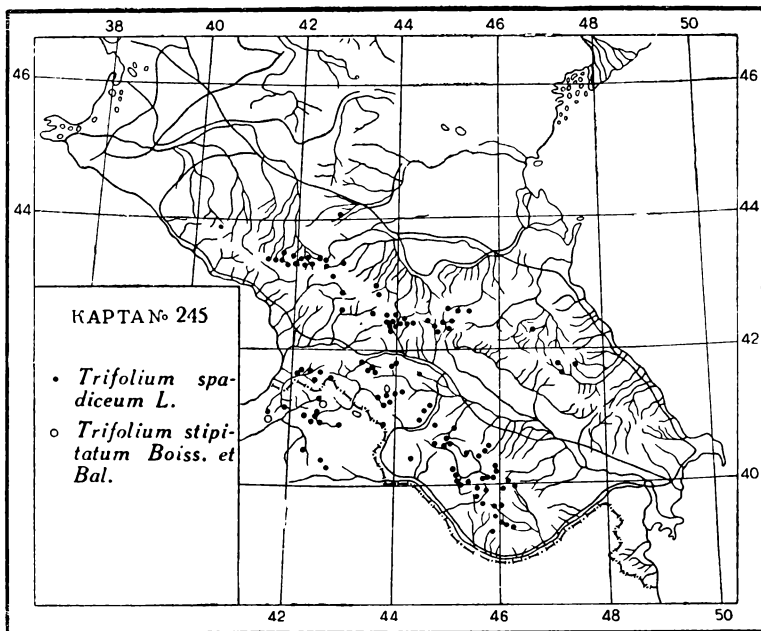 38 40 42 44 46 48 50
46 46
44 44
КАРТА № 245
• Trifolium spa-
diceum L.
○ Trifolium stipi-
tatum Boiss. et
Bal.
42
40
42 44 46 48 50